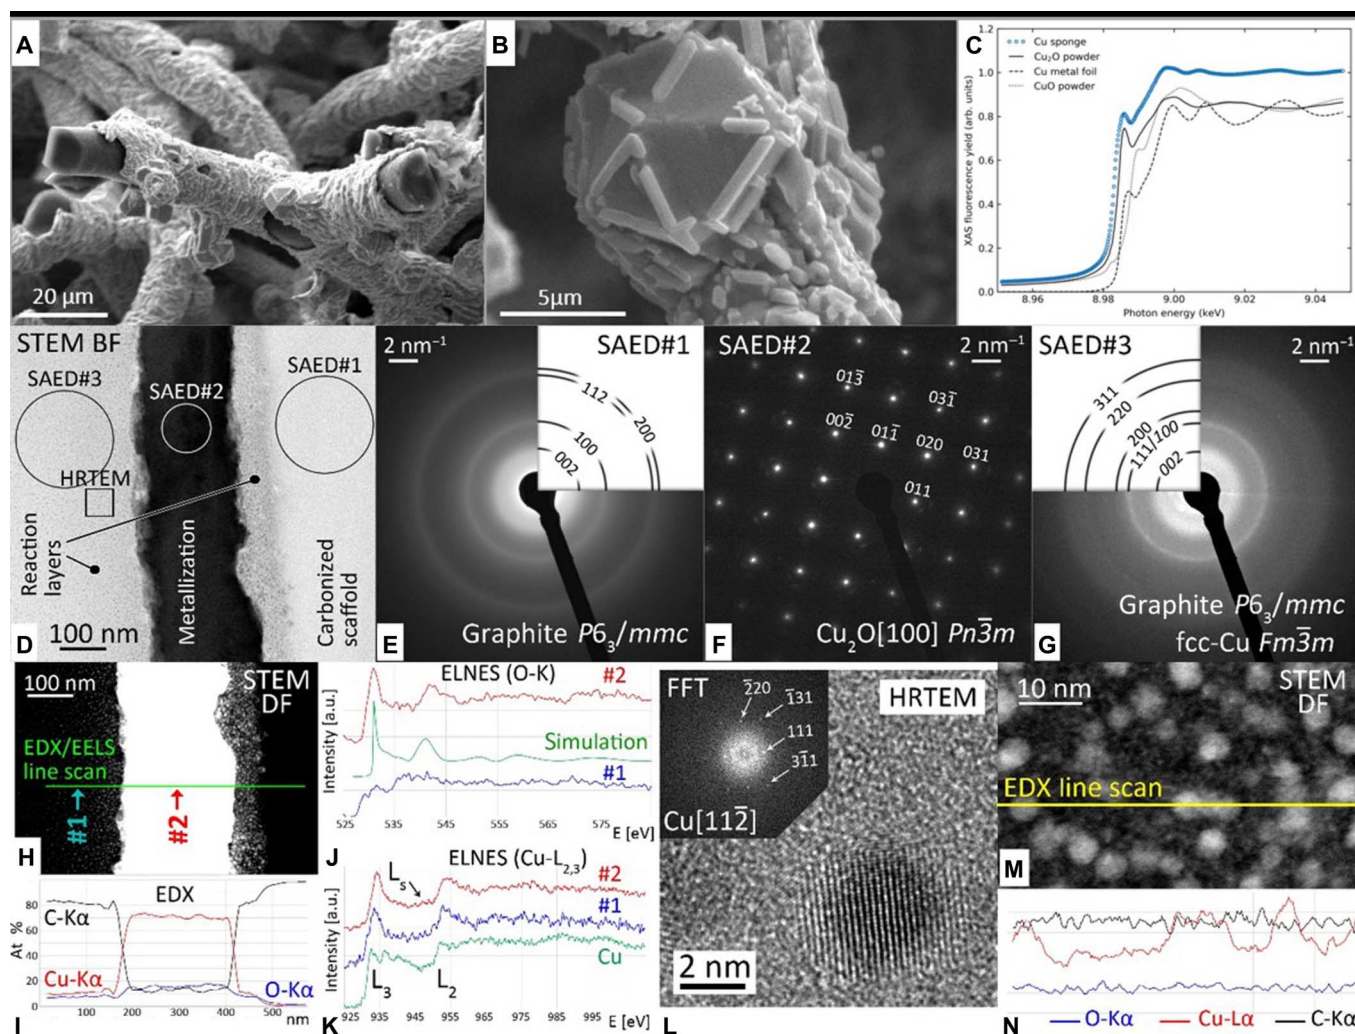 A
20 μm
B
5μm
C
Cu sponge
Cu₂O powder
Cu metal foil
CuO powder
XAS fluorescence yield (arb. units)
1.0
0.8
0.6
0.4
0.2
0.0
8.96
8.98
9.00
9.02
9.04
Photon energy (keV)
STEM BF
SAED#3
SAED#2
SAED#1
HRTEM
Reaction
layers
Metallization
Carbonized
scaffold
100 nm
D
2 nm⁻¹
SAED#1
112
200
100
002
Graphite P6₃/mmc
E
SAED#2
2 nm⁻¹
013̅
031̅
002̅
011̅
020
031
011
Cu₂O[100] Pn3̅m
F
SAED#3
2 nm⁻¹
311
220
200
111/100
002
Graphite P6₃/mmc
fcc-Cu Fm3̅m
G
100 nm
STEM
DF
EDX/EELS
line scan
#1
#2
H
EDX
C-Kα
Cu-Kα
O-Kα
At %
80
60
40
20
0
0
100
200
300
400
500
nm
I
ELNES (O-K)
#2
Simulation
#1
Intensity [a.u.]
525
535
545
555
565
575
E [eV]
J
ELNES (Cu-L₂,₃)
Lₛ
#2
#1
Cu
L₃
L₂
Intensity [a.u.]
925
935
945
955
965
975
985
995
E [eV]
K
FFT
2̅20
1̅31
111
31̅1
Cu[112̅]
HRTEM
2 nm
L
10 nm
STEM
DF
EDX line scan
M
O-Kα
Cu-Lα
C-Kα
N